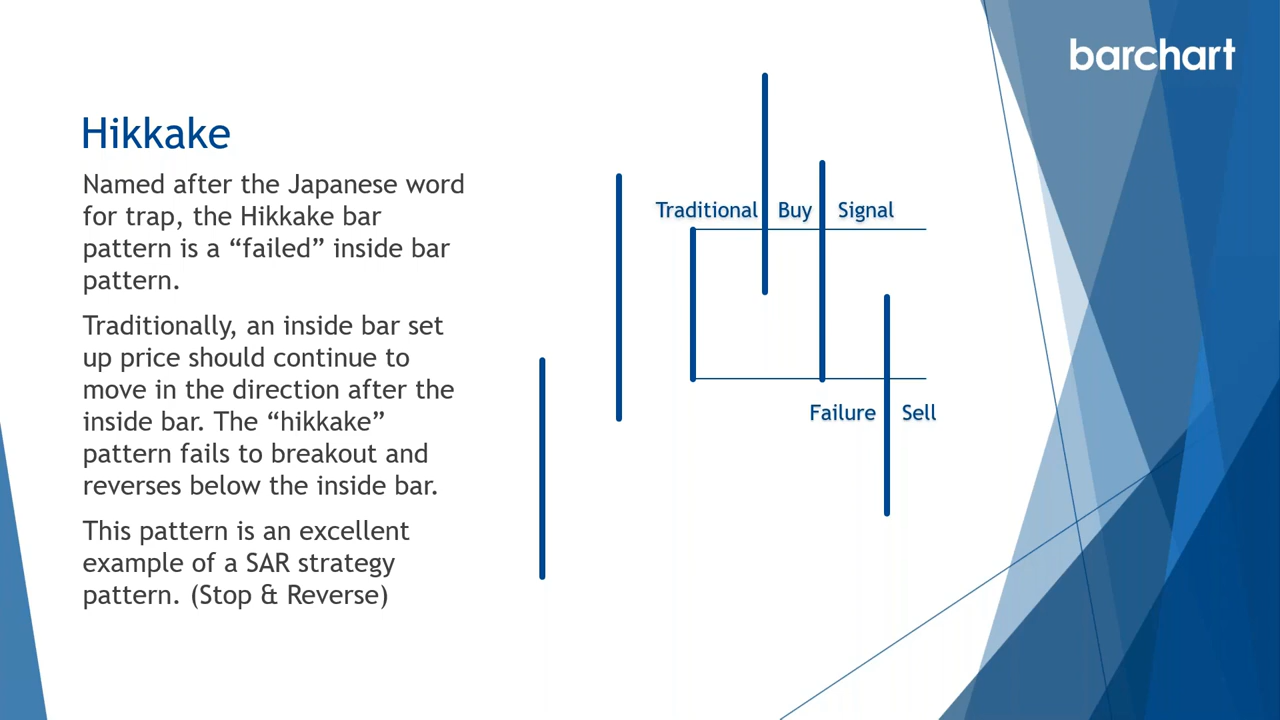 barchart
Hikkake
Named after the Japanese word
for trap, the Hikkake bar
pattern is a “failed” inside bar
pattern.
Traditionally, an inside bar set
up price should continue to
move in the direction after the
inside bar. The “hikkake”
pattern fails to breakout and
reverses below the inside bar.
This pattern is an excellent
example of a SAR strategy
pattern. (Stop & Reverse)
Traditional Buy Signal
Failure Sell